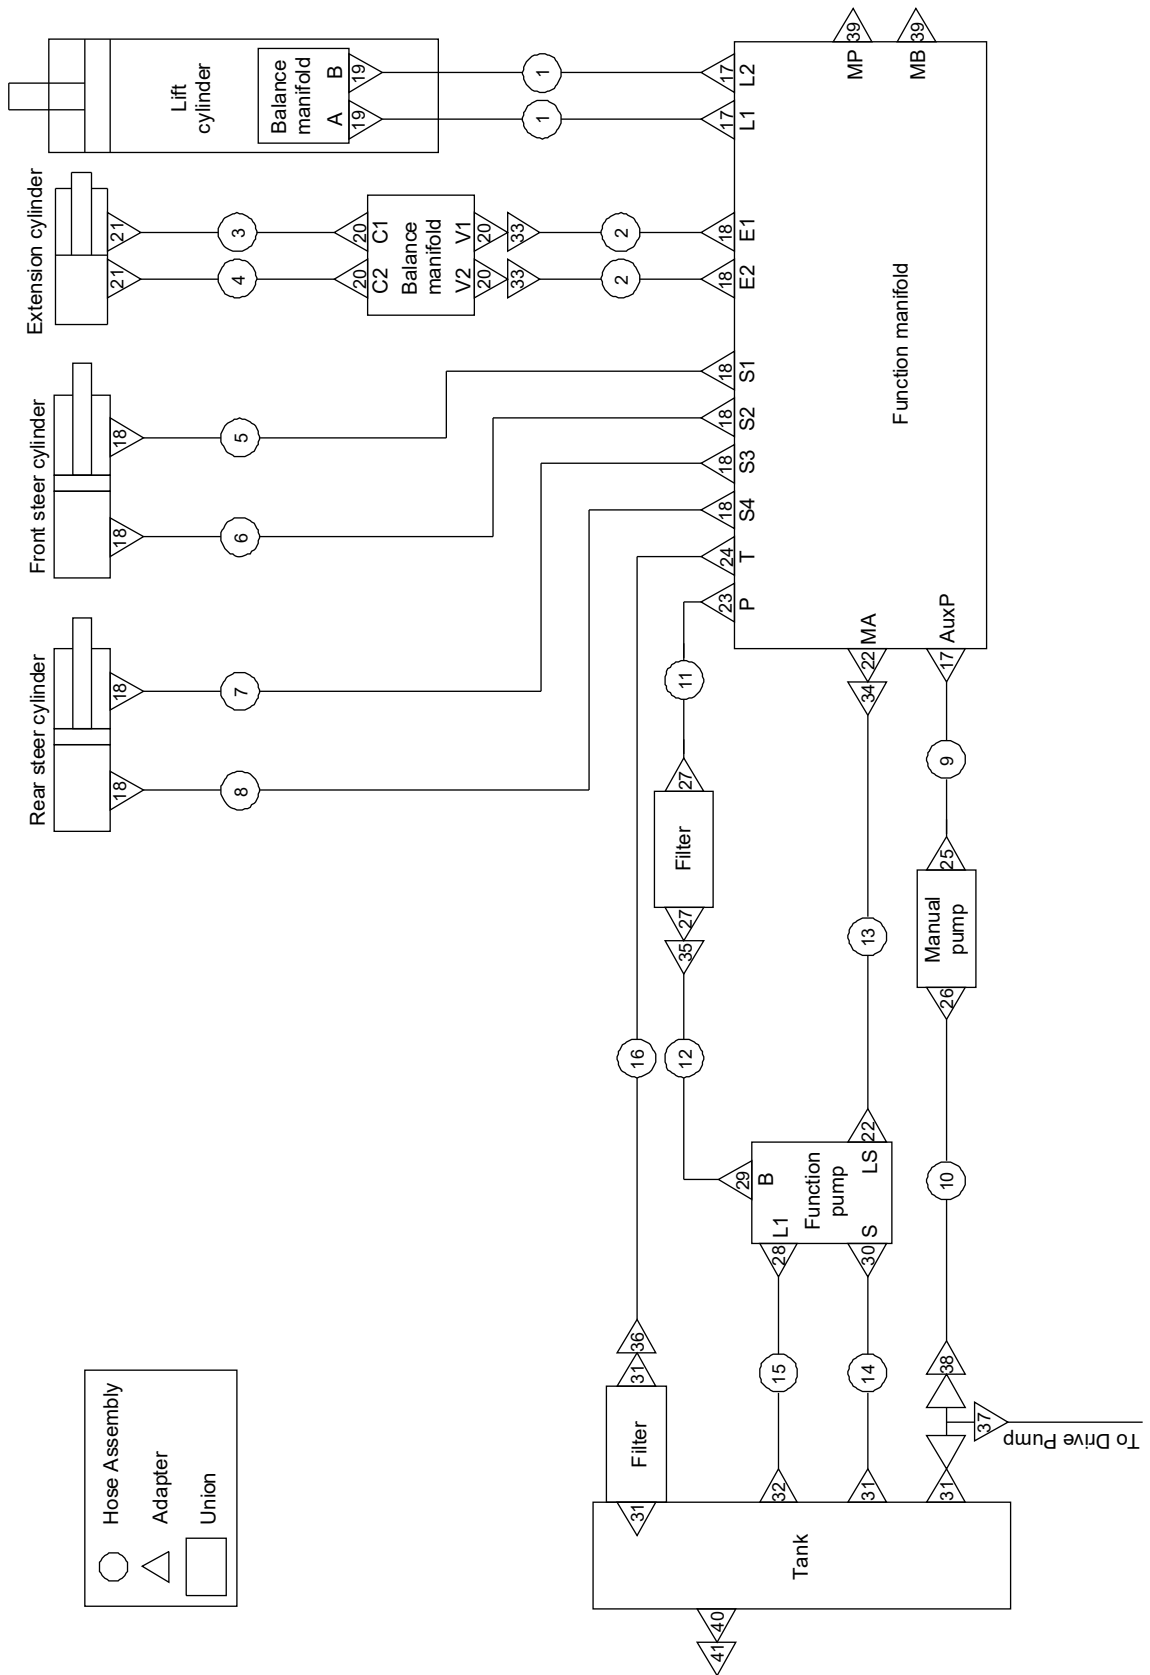 Hose Assembly
Adapter
Union
Lift
cylinder
Balance
manifold
A
B
19
19
1
1
17
17
L1
L2
Extension cylinder
21
21
3
4
20
20
C1
C2
Balance
manifold
V1
V2
20
20
33
33
2
2
18
18
E1
E2
Front steer cylinder
18
18
5
6
18
18
S1
S2
Rear steer cylinder
18
18
7
8
18
18
S3
S4
24
T
23
P
MP
39
MB
39
Function manifold
MA
22
34
AuxP
17
11
27
Filter
27
35
12
16
13
9
25
Manual
pump
26
10
29
B
Function
pump
L1
28
S
30
LS
22
36
31
Filter
31
15
14
32
31
38
37
31
To Drive Pump
Tank
40
41